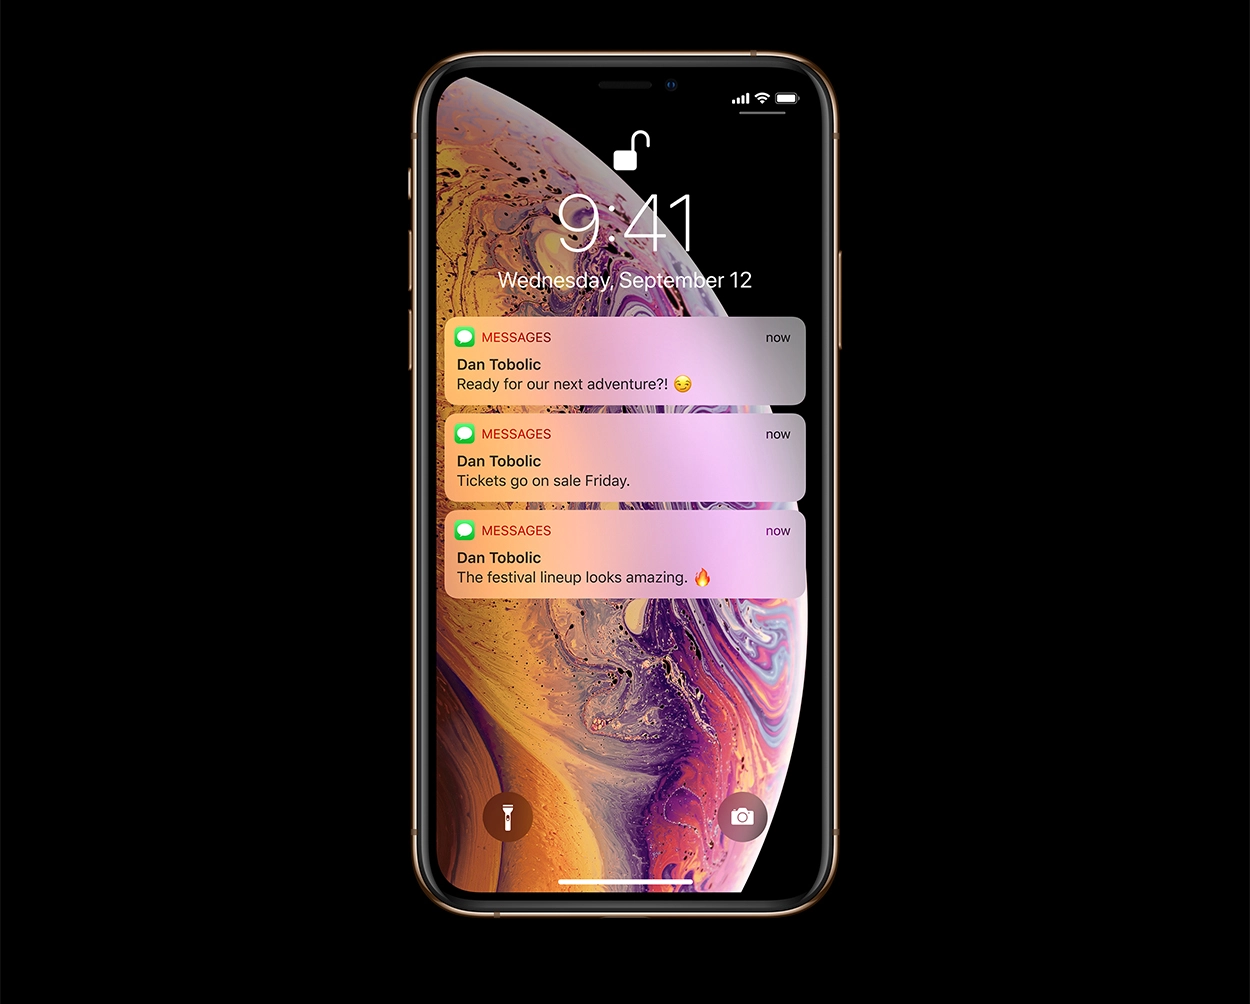 9:41
Wednesday, September 12
MESSAGES now
Dan Tobolic
Ready for our next adventure?! 😏
MESSAGES now
Dan Tobolic
Tickets go on sale Friday.
MESSAGES now
Dan Tobolic
The festival lineup looks amazing. 🔥